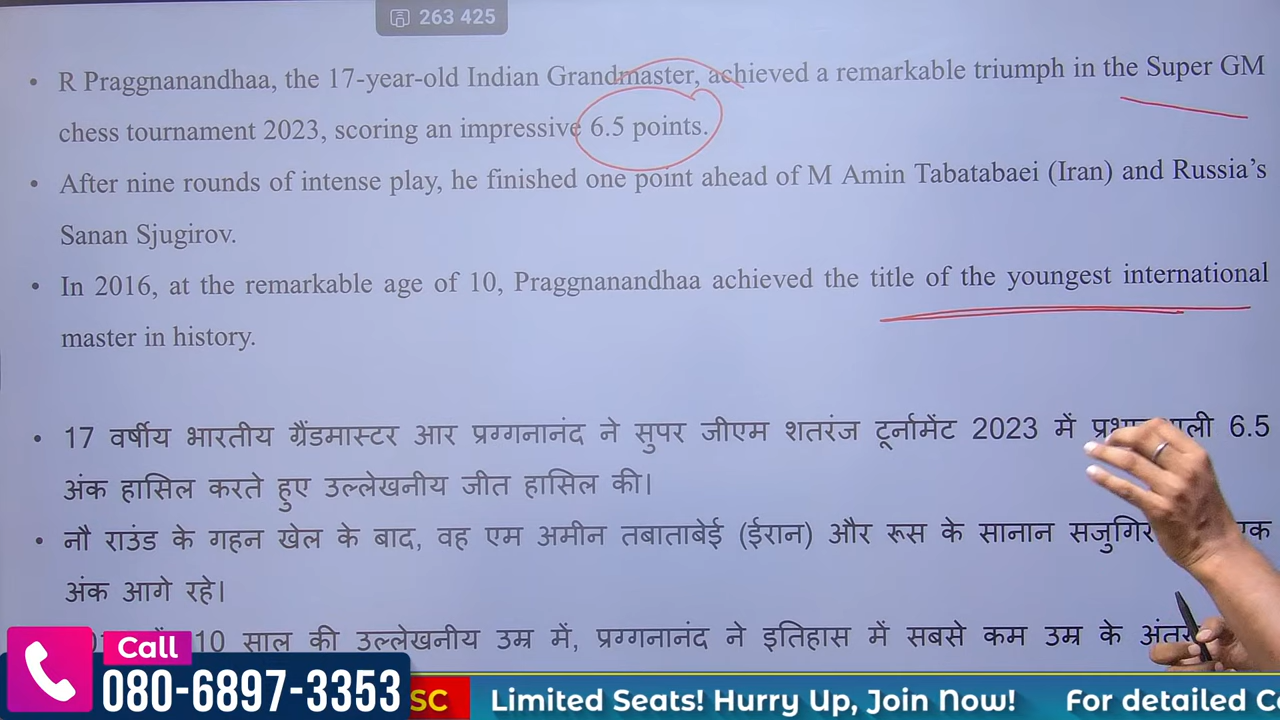 263 425
• R Praggnanandhaa, the 17-year-old Indian Grandmaster, achieved a remarkable triumph in the Super GM
chess tournament 2023, scoring an impressive 6.5 points.
• After nine rounds of intense play, he finished one point ahead of M Amin Tabatabaei (Iran) and Russia’s
Sanan Sjugirov.
• In 2016, at the remarkable age of 10, Praggnanandhaa achieved the title of the youngest international
master in history.
• 17 वर्षीय भारतीय ग्रैंडमास्टर आर प्रग्गनानंद ने सुपर जीएम शतरंज टूर्नामेंट 2023 में 6.5
अंक हासिल करते हुए उल्लेखनीय जीत हासिल की।
• नौ राउंड के गहन खेल के बाद, वह एम अमीन तबाताबेई (ईरान) और रूस के सानान
अंक आगे रहे।
10 साल की उल्लेखनीय उम्र में, प्रग्गनानंद ने इतिहास में सबसे कम उम्र के
Call
080-6897-3353
SC Limited Seats! Hurry Up, Join Now! For detailed